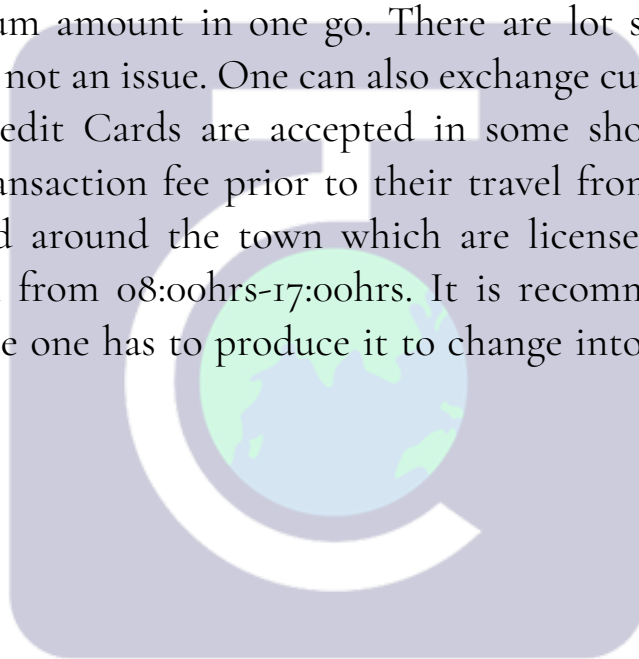 um amount in one go. There are lot s
not an issue. One can also exchange cu
edit Cards are accepted in some sho
ansaction fee prior to their travel from
d around the town which are license
from 08:00hrs-17:00hrs. It is recomm
e one has to produce it to change into